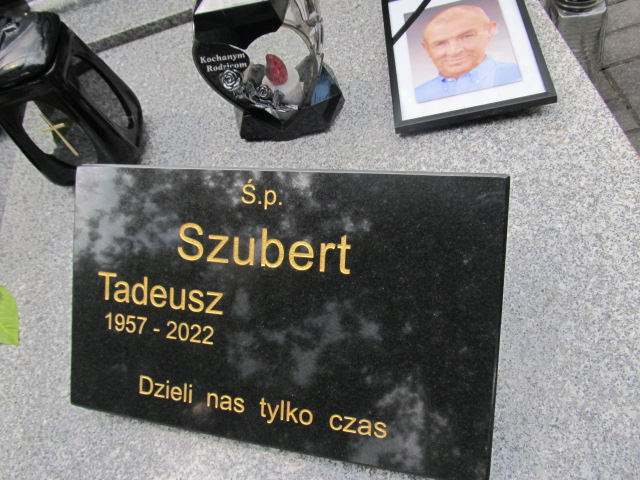 Kochanym
Rodzicom
Ś.p.
Szubert
Tadeusz
1957 - 2022
Dzieli nas tylko czas